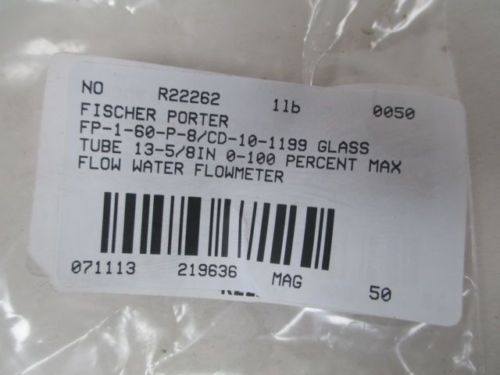 NO R22262 1lb 0050
FISCHER PORTER
FP-1-60-P-8/CD-10-1199 GLASS
TUBE 13-5/8IN 0-100 PERCENT MAX
FLOW WATER FLOWMETER
071113 219636 MAG 50